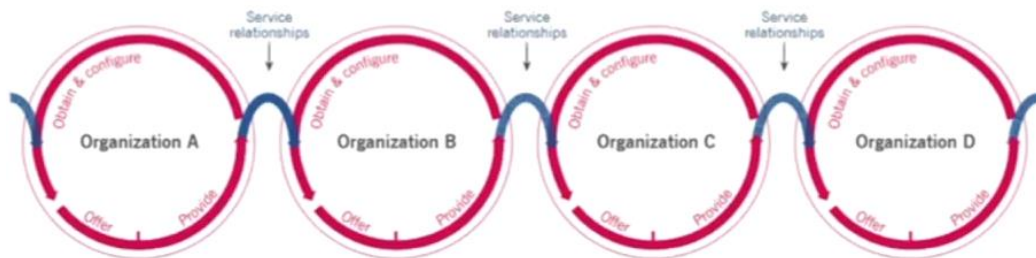 Service
relationships
Service
relationships
Service
relationships
Obtain & configure
Organization A
Offer
Provide
Obtain & configure
Organization B
Offer
Provide
Obtain & configure
Organization C
Offer
Provide
Obtain & configure
Organization D
Offer
Provide